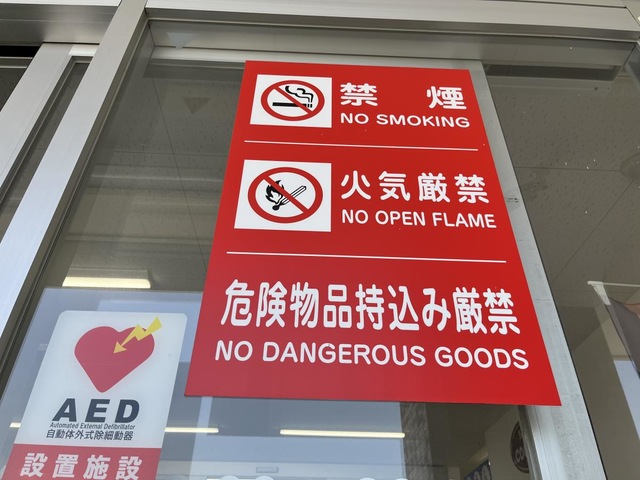 禁煙
NO SMOKING
火気厳禁
NO OPEN FLAME
危険物品持込み厳禁
NO DANGEROUS GOODS
AED
Automated External Defibrillator
自動体外式除細動器
設置施設